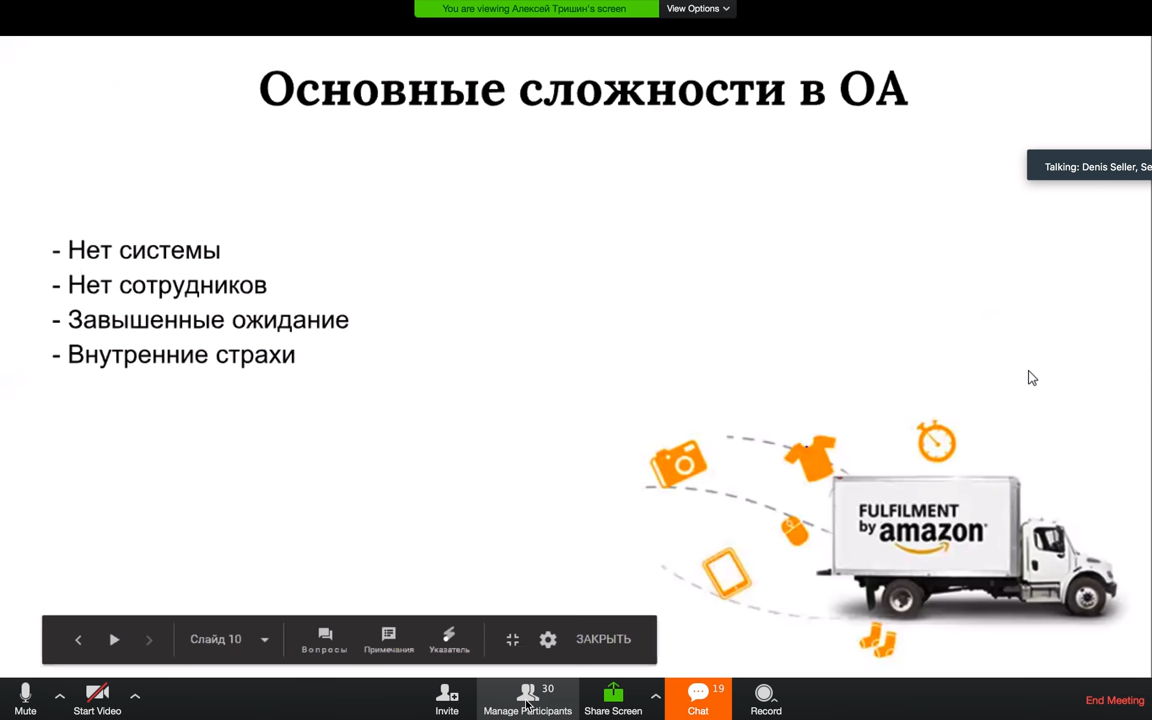 You are viewing Алексей Тришин's screen
View Options
Основные сложности в ОА
Talking: Denis Seller, Se
- Нет системы
- Нет сотрудников
- Завышенные ожидание
- Внутренние страхи
FULFILMENT
by amazon
Слайд 10
Вопросы
Примечания
Указатель
ЗАКРЫТЬ
Mute
Start Video
Invite
30
Manage Participants
Share Screen
19
Chat
Record
End Meeting